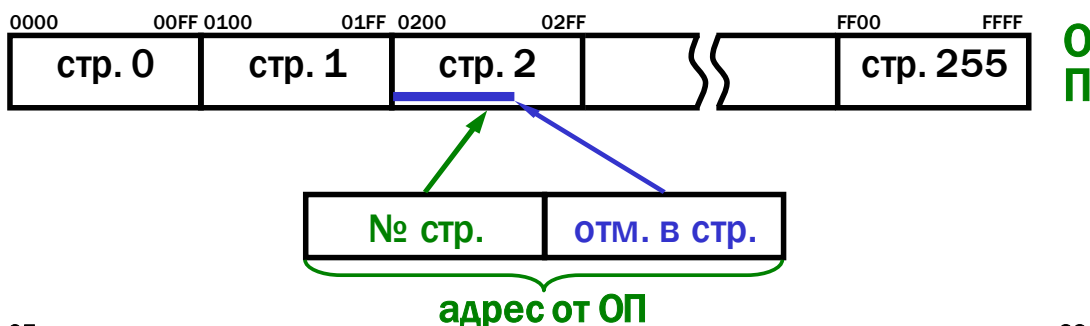 0000 00FF 0100 01FF 0200 02FF FF00 FFFF
стр. 0 стр. 1 стр. 2 стр. 255
О
П
№ стр. отм. в стр.
адрес от ОП